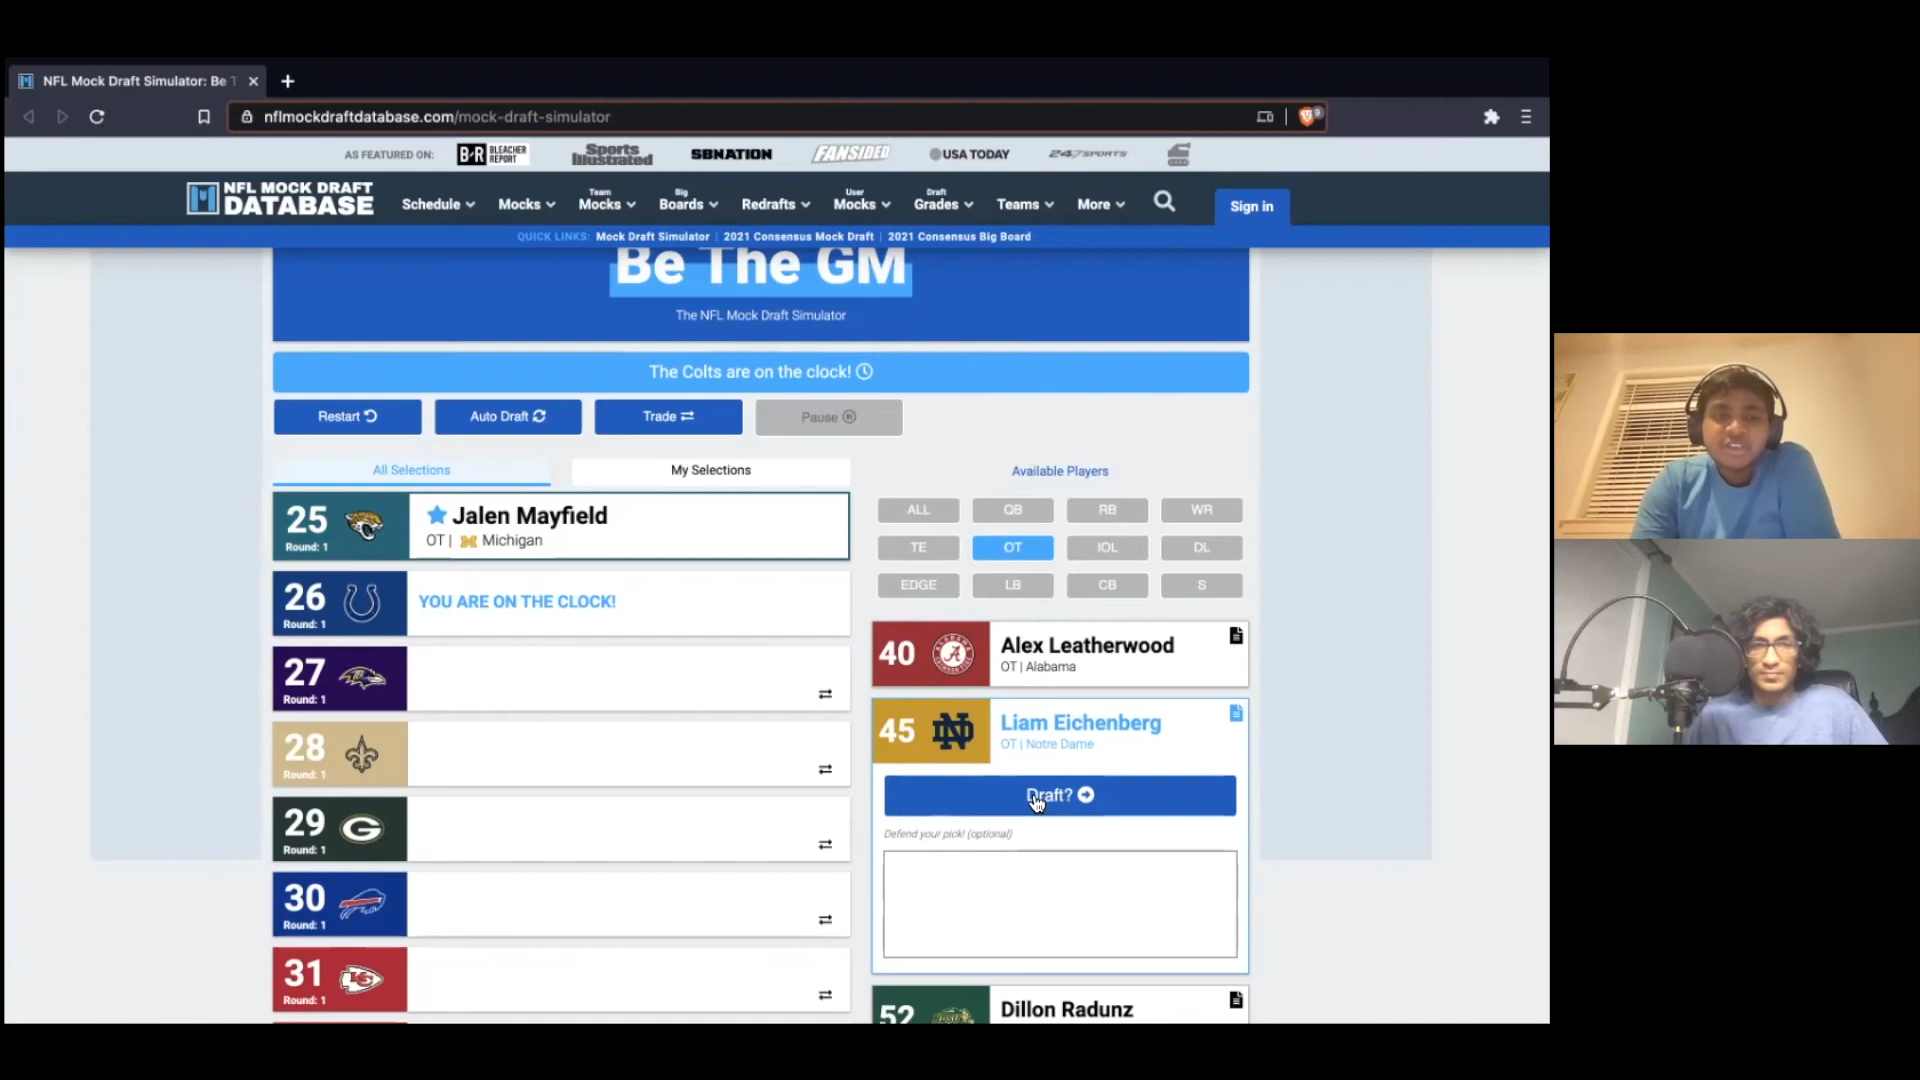 NFL Mock Draft Simulator: Be T
nflmockdraftdatabase.com/mock-draft-simulator
AS FEATURED ON:
B/R BLEACHER REPORT
Sports Illustrated
SBNATION
FANSIDED
USA TODAY
247SPORTS
NFL MOCK DRAFT
DATABASE
Schedule
Mocks
Team
Mocks
Big
Boards
Redrafts
User
Mocks
Draft
Grades
Teams
More
Sign in
QUICK LINKS: Mock Draft Simulator | 2021 Consensus Mock Draft | 2021 Consensus Big Board
Be The GM
The NFL Mock Draft Simulator
The Colts are on the clock!
Restart
Auto Draft
Trade
Pause
All Selections
My Selections
25
Round: 1
Jalen Mayfield
OT | Michigan
26
Round: 1
YOU ARE ON THE CLOCK!
27
Round: 1
28
Round: 1
29
Round: 1
30
Round: 1
31
Round: 1
Available Players
ALL QB RB WR
TE OT IOL DL
EDGE LB CB S
40
Alex Leatherwood
OT | Alabama
45
Liam Eichenberg
OT | Notre Dame
Draft?
Defend your pick! (optional)
52
Dillon Radunz